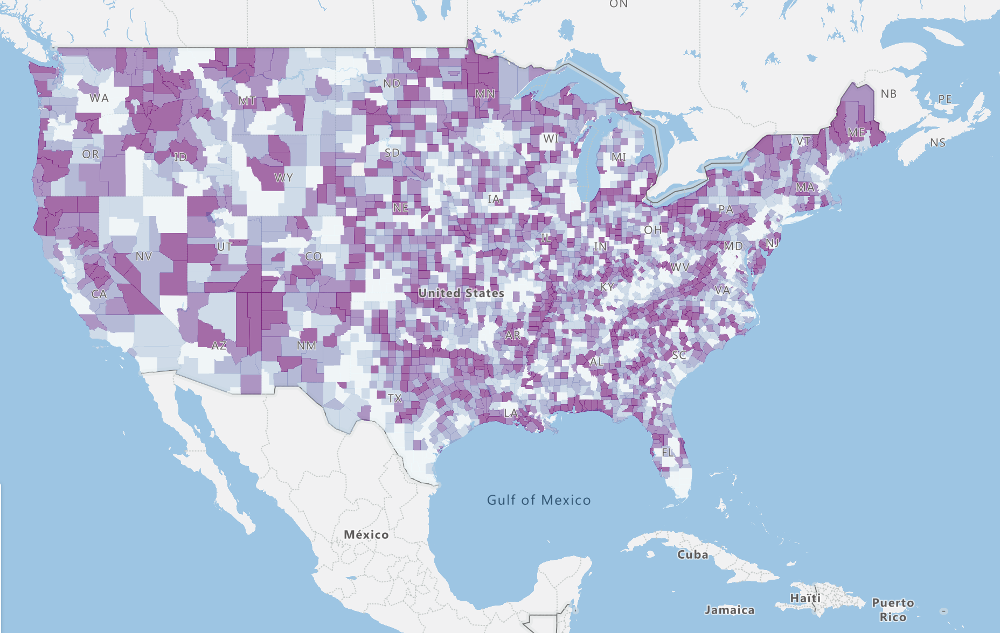 ON
NB
PE
NS
WA
MT
ND
MN
ME
OR
ID
WY
SD
WI
MI
VT
MA
NE
IA
PA
OH
NJ
NV
UT
CO
IL
IN
MD
WV
CA
KY
VA
United States
AZ
NM
AR
SC
AL
TX
LA
FL
Gulf of Mexico
México
Cuba
Haïti
Jamaica
Puerto
Rico